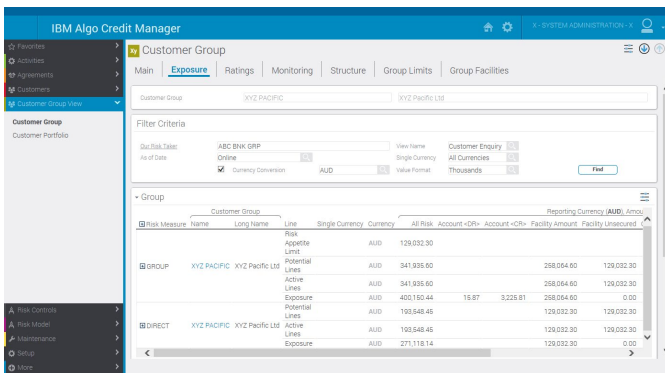 IBM Algo Credit Manager
X - SYSTEM ADMINISTRATION - X
Favorites
Activities
Agreements
Customers
Customer Group View
Customer Group
Customer Portfolio
Risk Controls
Risk Model
Maintenance
Setup
More
Xy Customer Group
Main Exposure Ratings Monitoring Structure Group Limits Group Facilities
Customer Group XYZ PACIFIC XYZ Pacific Ltd
Filter Criteria
Our Risk Taker ABC BNK GRP View Name Customer Enquiry
As of Date Online Single Currency All Currencies
Currency Conversion AUD Value Format Thousands Find
Group
Customer Group Reporting Currency (AUD), Amou
Risk Measure Name Long Name Line Single Currency Currency All Risk Account <DR> Account <CR> Facility Amount Facility Unsecured
Risk Appetite Limit AUD 129,032.30
GROUP XYZ PACIFIC XYZ Pacific Ltd Potential Lines AUD 341,935.60 258,064.60 129,032.30
Active Lines AUD 341,935.60 258,064.60 129,032.30
Exposure AUD 400,150.44 15.87 3,225.81 258,064.60 0.00
Potential Lines AUD 193,548.45 129,032.30 129,032.30
DIRECT XYZ PACIFIC XYZ Pacific Ltd Active Lines AUD 193,548.45 129,032.30 129,032.30
Exposure AUD 271,118.14 129,032.30 0.00